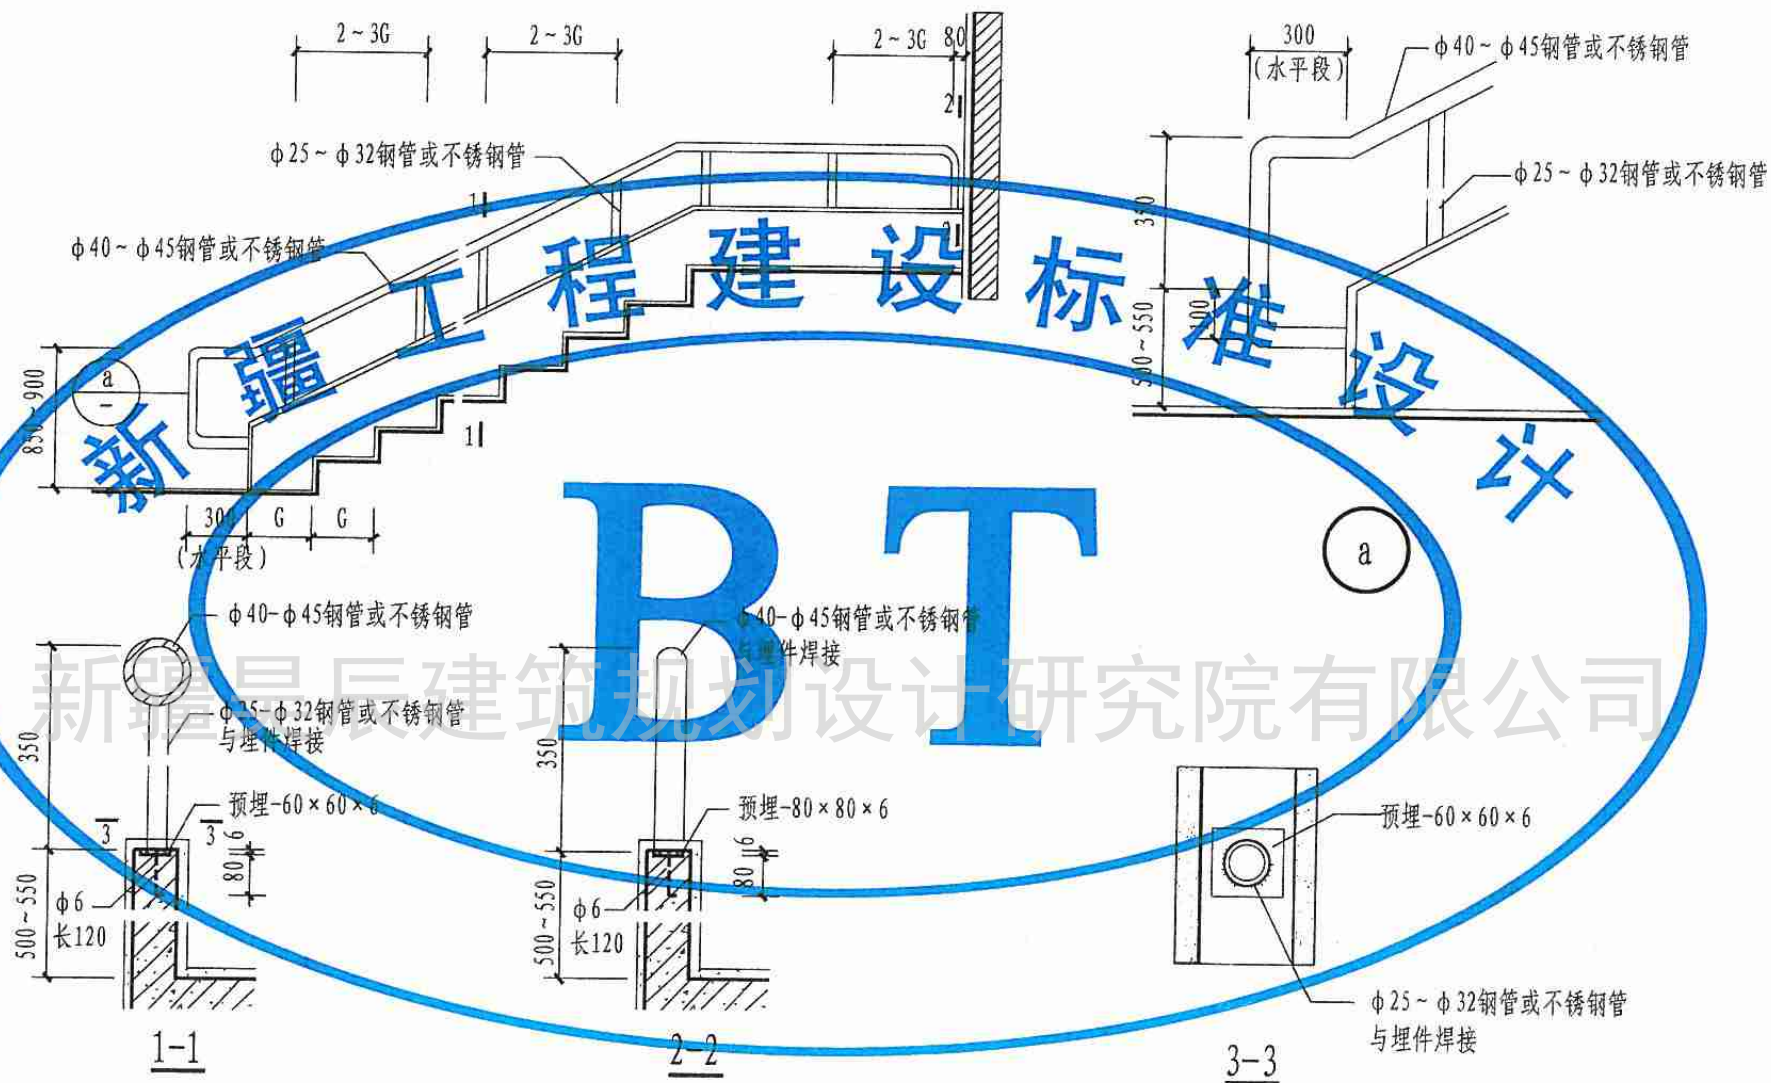 2～3G
2～3G
2～3G
80
300
(水平段)
φ40～φ45钢管或不锈钢管
2
φ25～φ32钢管或不锈钢管
φ25～φ32钢管或不锈钢管
1
350
φ40～φ45钢管或不锈钢管
2
新疆工程建设标准设计
100
500～550
850～900
a
-
1
300
G
G
(水平段)
BT
a
φ40-φ45钢管或不锈钢管
φ40-φ45钢管或不锈钢管
与埋件焊接
新疆昊辰建筑规划设计研究院有限公司
φ25-φ32钢管或不锈钢管
与埋件焊接
350
350
预埋-60×60×6
预埋-80×80×6
预埋-60×60×6
3
3
6
80
6
80
φ6
长120
φ6
长120
500～550
500～550
φ25～φ32钢管或不锈钢管
与埋件焊接
1-1
2-2
3-3